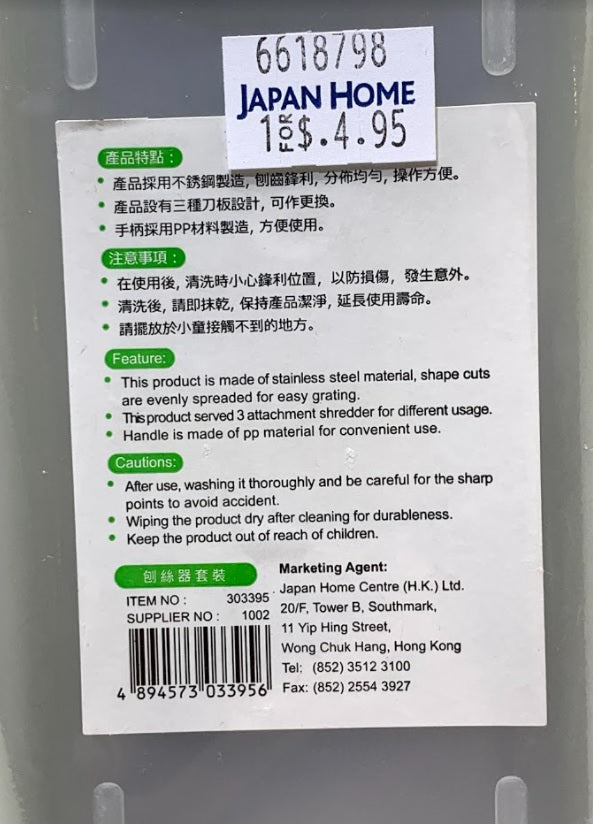 6618798
JAPAN HOME
1 FOR $.4.95
產品特點：
• 產品採用不銹鋼製造, 刨齒鋒利, 分佈均勻, 操作方便。
• 產品設有三種刀板設計, 可作更換。
• 手柄採用PP材料製造, 方便使用。
注意事項：
• 在使用後, 清洗時小心鋒利位置, 以防損傷, 發生意外。
• 清洗後, 請即抹乾, 保持產品潔淨, 延長使用壽命。
• 請擺放於小童接觸不到的地方。
Feature:
• This product is made of stainless steel material, shape cuts
are evenly spreaded for easy grating.
• This product served 3 attachment shredder for different usage.
• Handle is made of pp material for convenient use.
Cautions:
• After use, washing it thoroughly and be careful for the sharp
points to avoid accident.
• Wiping the product dry after cleaning for durableness.
• Keep the product out of reach of children.
刨絲器套裝
ITEM NO : 303395
SUPPLIER NO : 1002
4 894573 033956
Marketing Agent:
Japan Home Centre (H.K.) Ltd.
20/F, Tower B, Southmark,
11 Yip Hing Street,
Wong Chuk Hang, Hong Kong
Tel: (852) 3512 3100
Fax: (852) 2554 3927